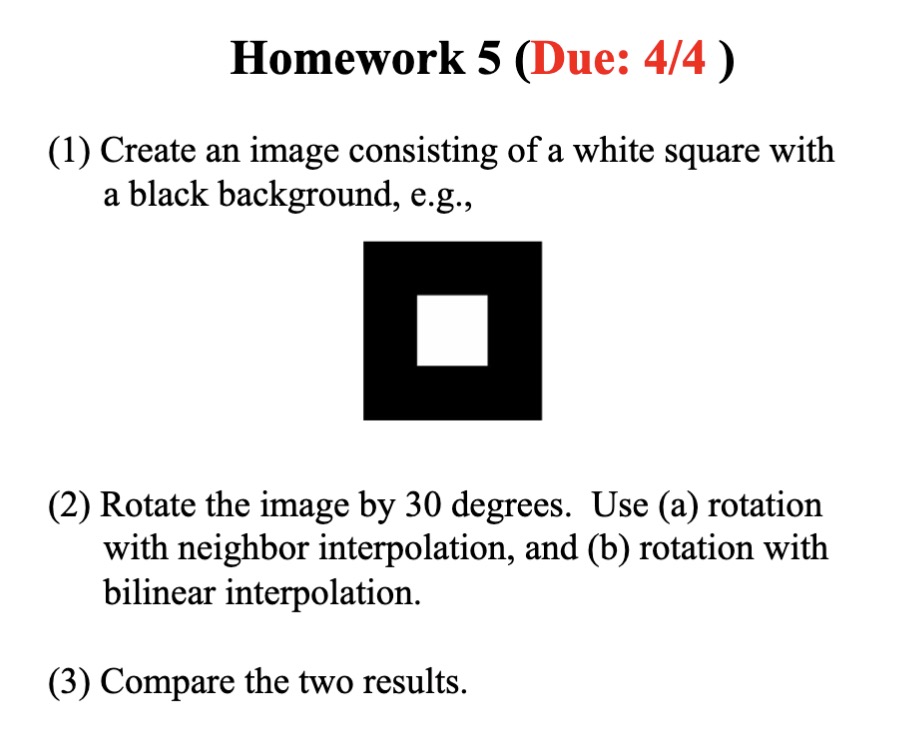 Homework 5 (Due: 4/4 )
(1) Create an image consisting of a white square with
a black background, e.g.,
(2) Rotate the image by 30 degrees.  Use (a) rotation
with neighbor interpolation, and (b) rotation with
bilinear interpolation.
(3) Compare the two results.